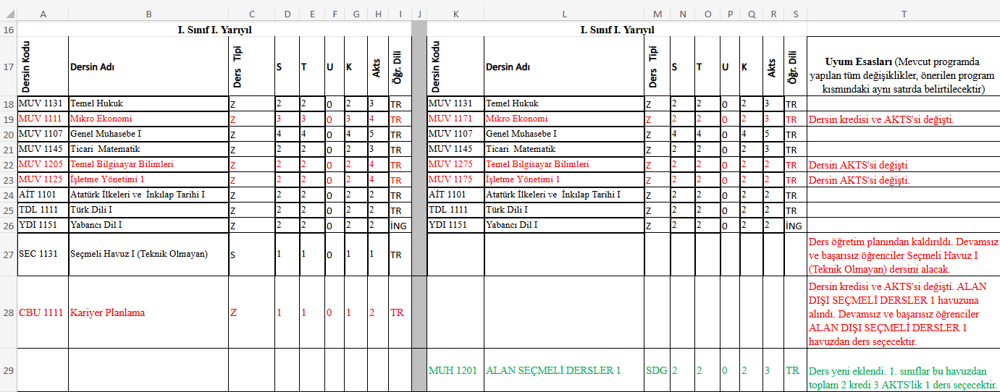 A B C D E F G H I J K L M N O P Q R S T
16 I. Sınıf I. Yarıyıl I. Sınıf I. Yarıyıl
17 Dersin Kodu Dersin Adı Ders Tipi S T U K Akts Öğr. Dili Dersin Kodu Dersin Adı Ders Tipi S T U K Akts Öğr. Dili Uyum Esasları (Mevcut programda
yapılan tüm değişiklikler, önerilen program
kısmındaki aynı satırda belirtilecektir)
18 MUV 1131 Temel Hukuk Z 2 2 0 2 3 TR MUV 1131 Temel Hukuk Z 2 2 0 2 3 TR
19 MUV 1111 Mikro Ekonomi Z 3 3 0 3 4 TR MUV 1171 Mikro Ekonomi Z 2 2 0 2 3 TR Dersin kredisi ve AKTS'si değişti.
20 MUV 1107 Genel Muhasebe I Z 4 4 0 4 5 TR MUV 1107 Genel Muhasebe I Z 4 4 0 4 5 TR
21 MUV 1145 Ticari Matematik Z 2 2 0 2 3 TR MUV 1145 Ticari Matematik Z 2 2 0 2 3 TR
22 MUV 1205 Temel Bilgisayar Bilimleri Z 2 2 0 2 4 TR MUV 1275 Temel Bilgisayar Bilimleri Z 2 2 0 2 2 TR Dersin AKTS'si değişti
23 MUV 1125 İşletme Yönetimi 1 Z 2 2 0 2 4 TR MUV 1175 İşletme Yönetimi 1 Z 2 2 0 2 2 TR Dersin AKTS'si değişti.
24 AİT 1101 Atatürk İlkeleri ve İnkılap Tarihi I Z 2 2 0 2 2 TR AİT 1101 Atatürk İlkeleri ve İnkılap Tarihi I Z 2 2 0 2 2 TR
25 TDL 1111 Türk Dili I Z 2 2 0 2 2 TR TDL 1111 Türk Dili I Z 2 2 0 2 2 TR
26 YDI 1151 Yabancı Dil I Z 2 2 0 2 2 İNG YDI 1151 Yabancı Dil I Z 2 2 0 2 2 İNG
27 SEC 1131 Seçmeli Havuz I (Teknik Olmayan) S 1 1 0 1 1 TR Ders öğretim planından kaldırıldı. Devamsız
ve başarısız öğrenciler Seçmeli Havuz I
(Teknik Olmayan) dersini alacak.
28 CBU 1111 Kariyer Planlama Z 1 1 0 1 2 TR Dersin kredisi ve AKTS'si değişti. ALAN
DIŞI SEÇMELİ DERSLER 1 havuzuna
alındı. Devamsız ve başarısız öğrenciler
ALAN DIŞI SEÇMELİ DERSLER 1
havuzdan ders seçecektir.
29 MUH 1201 ALAN SEÇMELİ DERSLER 1 SDG 2 2 0 2 3 TR Ders yeni eklendi. 1. sınıflar bu havuzdan
toplam 2 kredi 3 AKTS'lik 1 ders seçecektir.